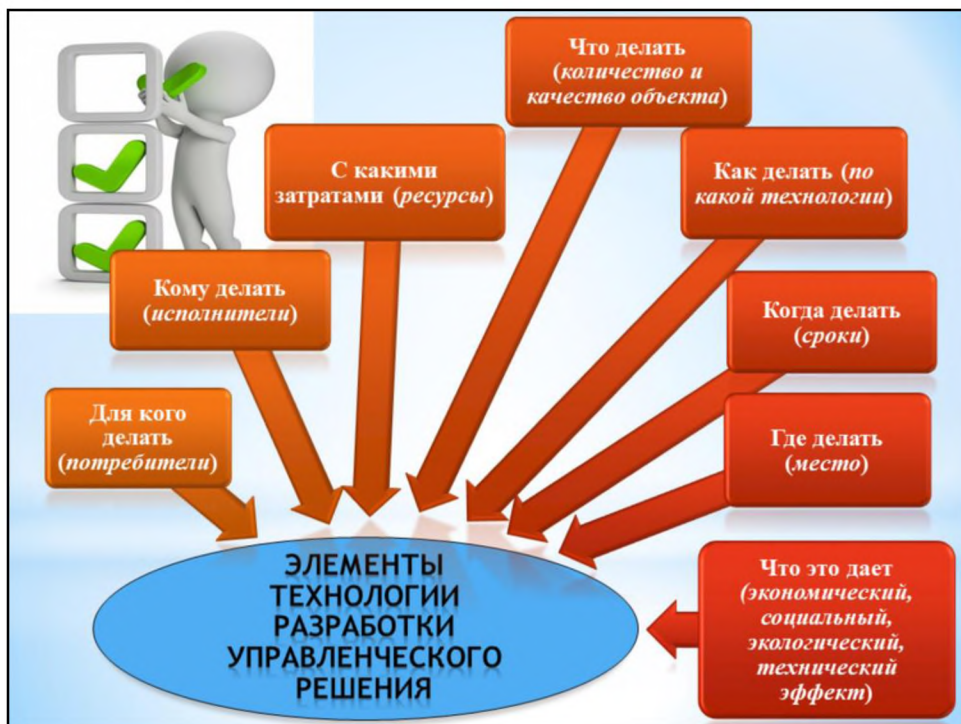 Что делать
(количество и
качество объекта)
С какими
затратами (ресурсы)
Как делать (по
какой технологии)
Кому делать
(исполнители)
Когда делать
(сроки)
Для кого
делать
(потребители)
Где делать
(место)
Что это дает
(экономический,
социальный,
экологический,
технический
эффект)
ЭЛЕМЕНТЫ
ТЕХНОЛОГИИ
РАЗРАБОТКИ
УПРАВЛЕНЧЕСКОГО
РЕШЕНИЯ